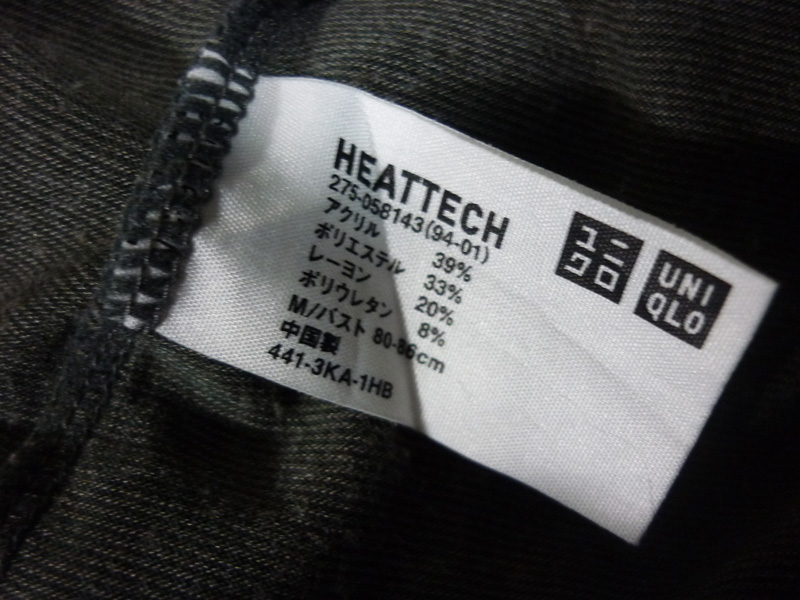 HEATTECH
275-058143(94-01)
アクリル 39%
ポリエステル 33%
レーヨン 20%
ポリウレタン 8%
M/バスト 80-86cm
中国製
441-3KA-1HB
ユニ
クロ
UNI
QLO